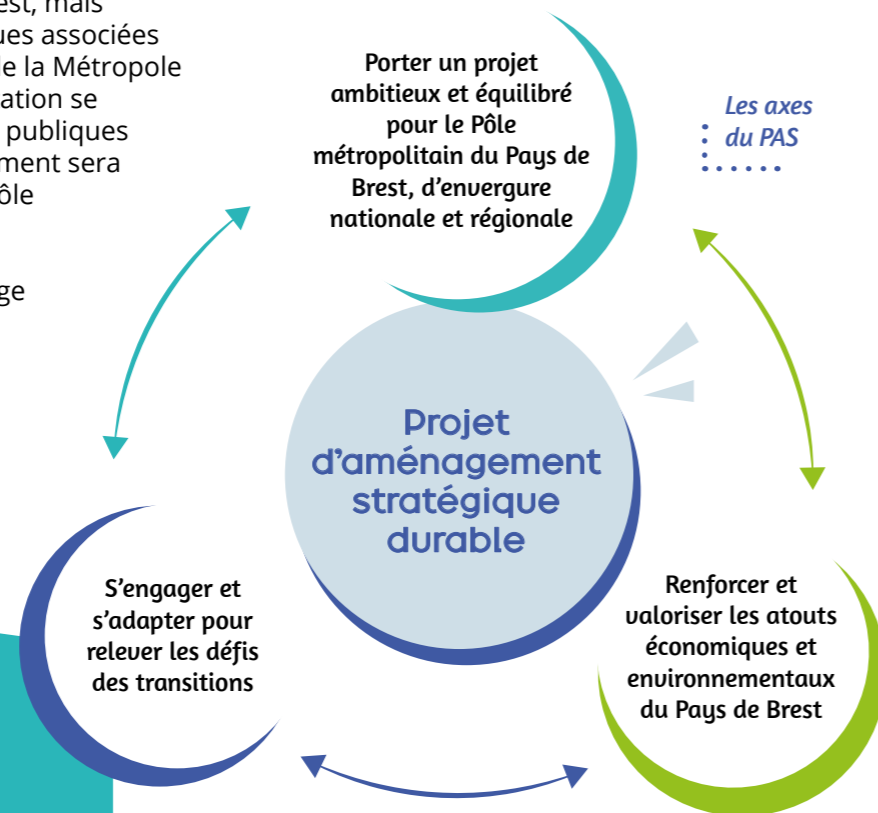 est, mais
ues associées
de la Métropole
ation se
publiques
ment sera
ôle
ge
Porter un projet
ambitieux et équilibré
pour le Pôle
métropolitain du Pays de
Brest, d'envergure
nationale et régionale
Les axes
du PAS
Projet
d'aménagement
stratégique
durable
S'engager et
s'adapter pour
relever les défis
des transitions
Renforcer et
valoriser les atouts
économiques et
environnementaux
du Pays de Brest